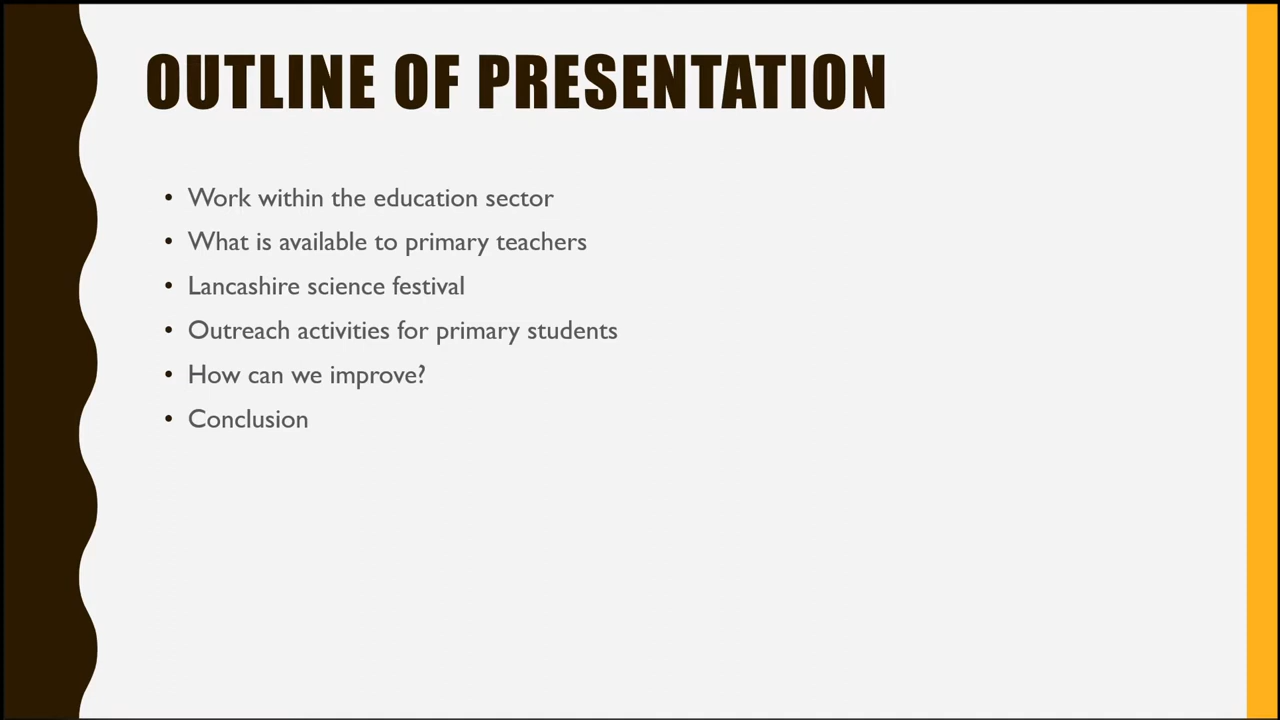 OUTLINE OF PRESENTATION
• Work within the education sector
• What is available to primary teachers
• Lancashire science festival
• Outreach activities for primary students
• How can we improve?
• Conclusion